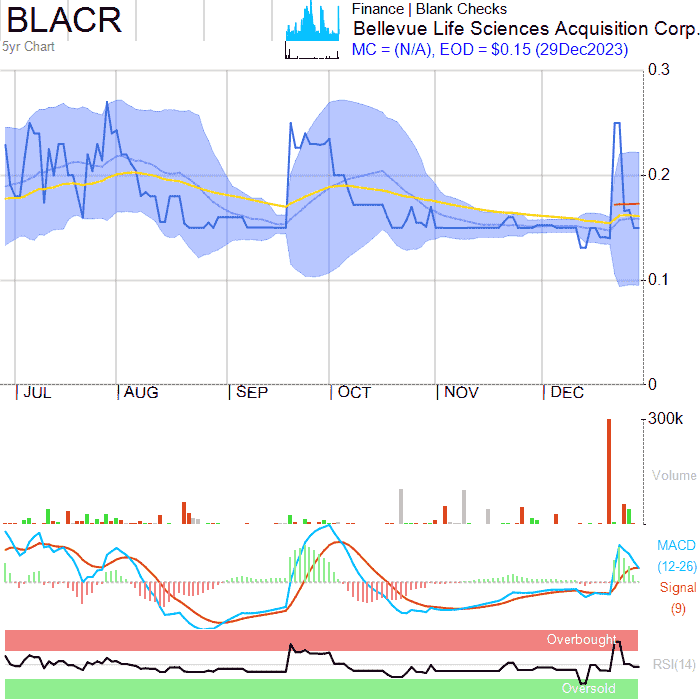 BLACR
5yr Chart
Finance | Blank Checks
Bellevue Life Sciences Acquisition Corp.
MC = (N/A), EOD = $0.15 (29Dec2023)
0.3
0.2
0.1
0
JUL
AUG
SEP
OCT
NOV
DEC
300k
Volume
MACD
(12-26)
Signal
(9)
Overbought
RSI(14)
Oversold